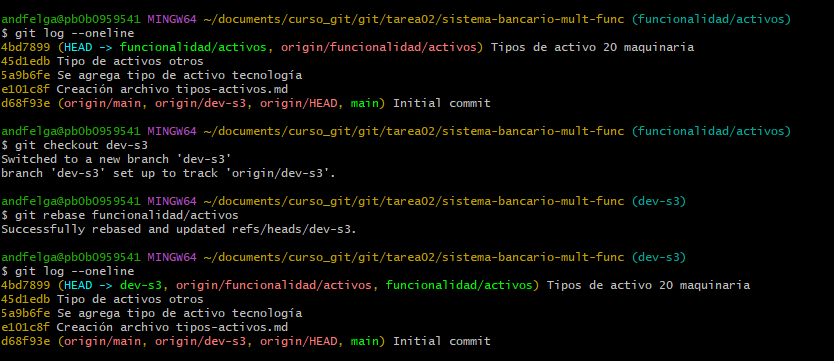 andfelga@pb0b0959541 MINGW64 ~/documents/curso_git/git/tarea02/sistema-bancario-mult-func (funcionalidad/activos)
$ git log --oneline
4bd7899 (HEAD -> funcionalidad/activos, origin/funcionalidad/activos) Tipos de activo 20 maquinaria
45d1edb Tipo de activos otros
5a9b6fe Se agrega tipo de activo tecnología
e101c8f Creación archivo tipos-activos.md
d68f93e (origin/main, origin/dev-s3, origin/HEAD, main) Initial commit
andfelga@pb0b0959541 MINGW64 ~/documents/curso_git/git/tarea02/sistema-bancario-mult-func (funcionalidad/activos)
$ git checkout dev-s3
Switched to a new branch 'dev-s3'
branch 'dev-s3' set up to track 'origin/dev-s3'.
andfelga@pb0b0959541 MINGW64 ~/documents/curso_git/git/tarea02/sistema-bancario-mult-func (dev-s3)
$ git rebase funcionalidad/activos
Successfully rebased and updated refs/heads/dev-s3.
andfelga@pb0b0959541 MINGW64 ~/documents/curso_git/git/tarea02/sistema-bancario-mult-func (dev-s3)
$ git log --oneline
4bd7899 (HEAD -> dev-s3, origin/funcionalidad/activos, funcionalidad/activos) Tipos de activo 20 maquinaria
45d1edb Tipo de activos otros
5a9b6fe Se agrega tipo de activo tecnología
e101c8f Creación archivo tipos-activos.md
d68f93e (origin/main, origin/dev-s3, origin/HEAD, main) Initial commit